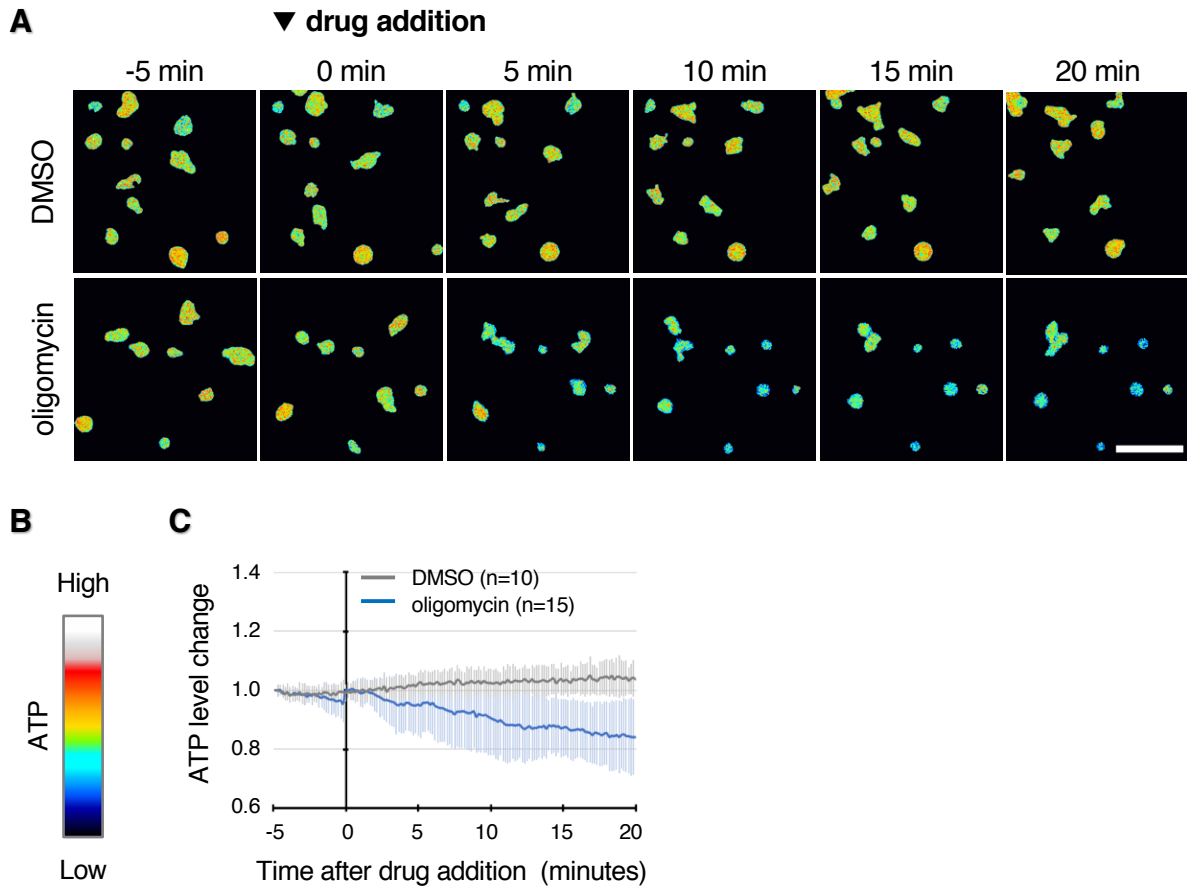 A
▼ drug addition
-5 min 0 min 5 min 10 min 15 min 20 min
DMSO
oligomycin
B
High
ATP
Low
C
1.4
1.2
1.0
0.8
0.6
ATP level change
DMSO (n=10)
oligomycin (n=15)
-5 0 5 10 15 20
Time after drug addition (minutes)